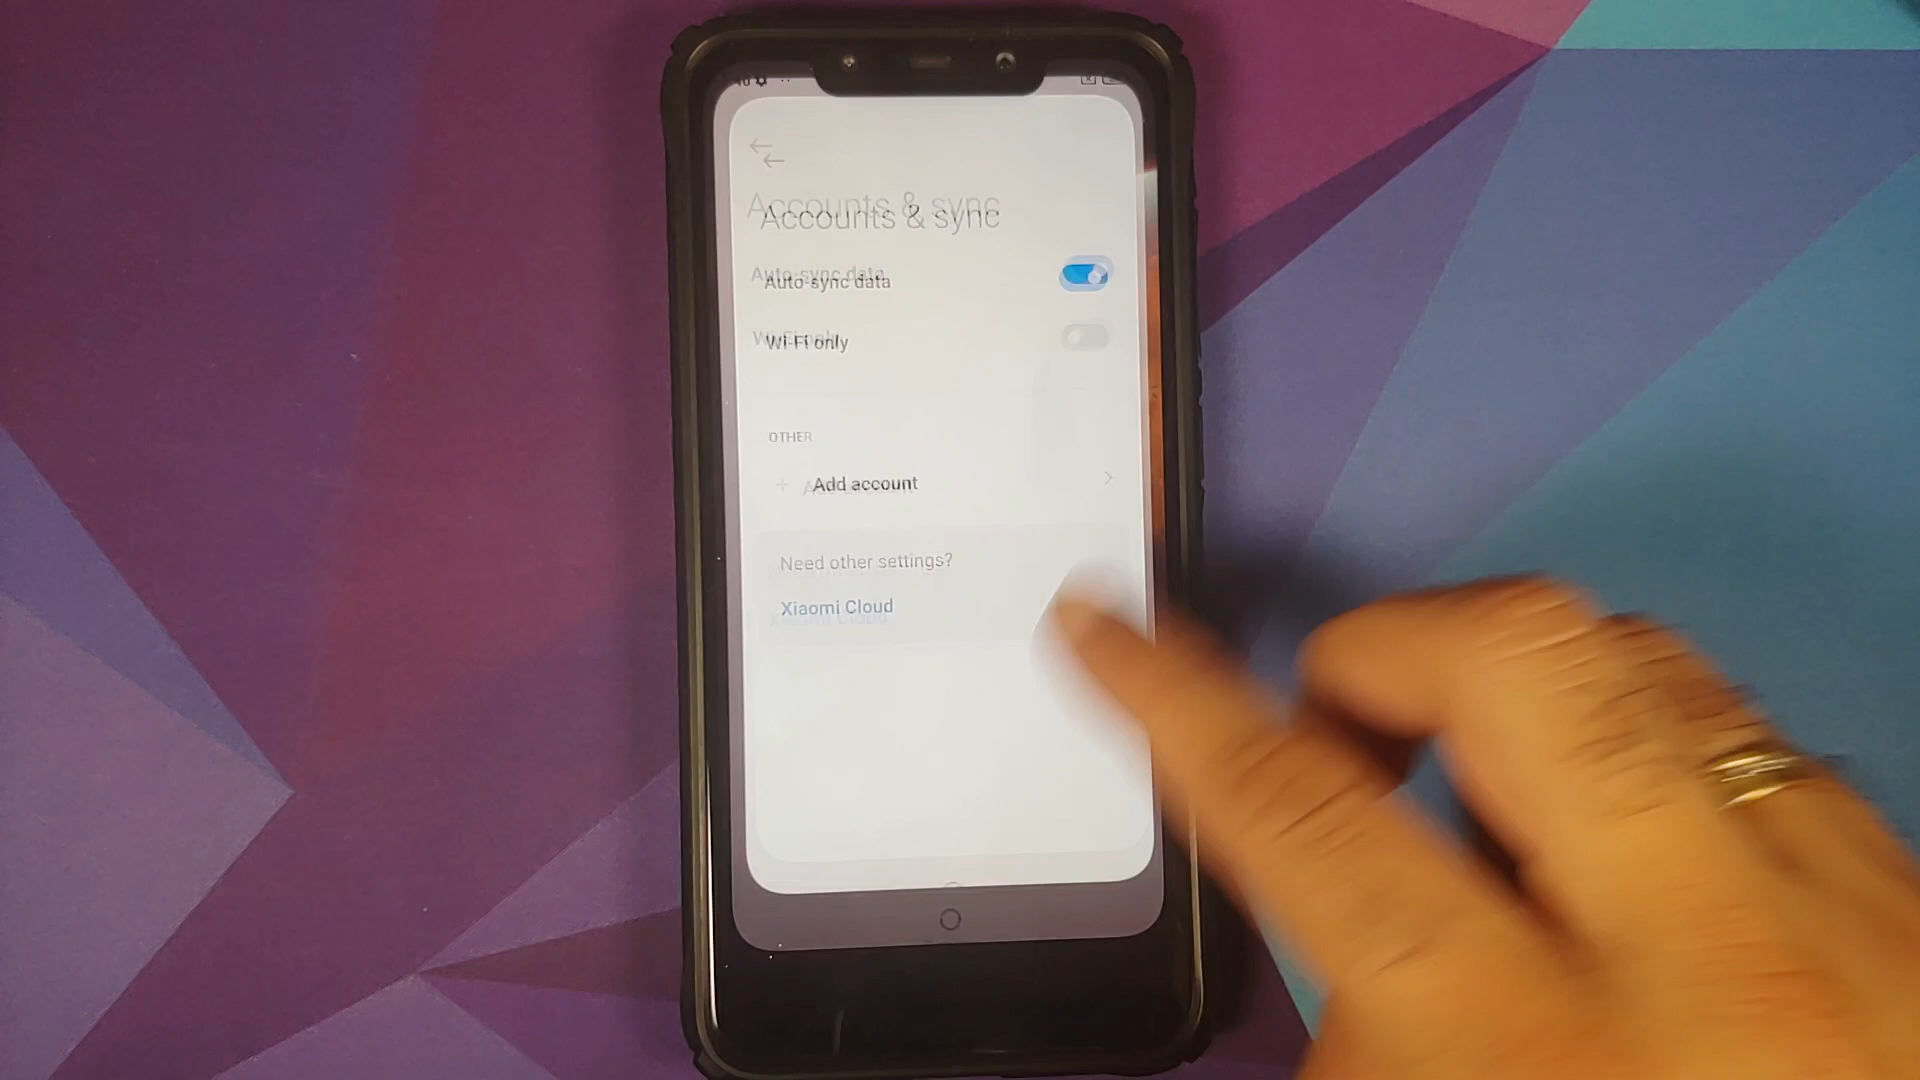 Accounts & sync
Auto-sync data
Wi-Fi only
OTHER
+ Add account
Need other settings?
Xiaomi Cloud